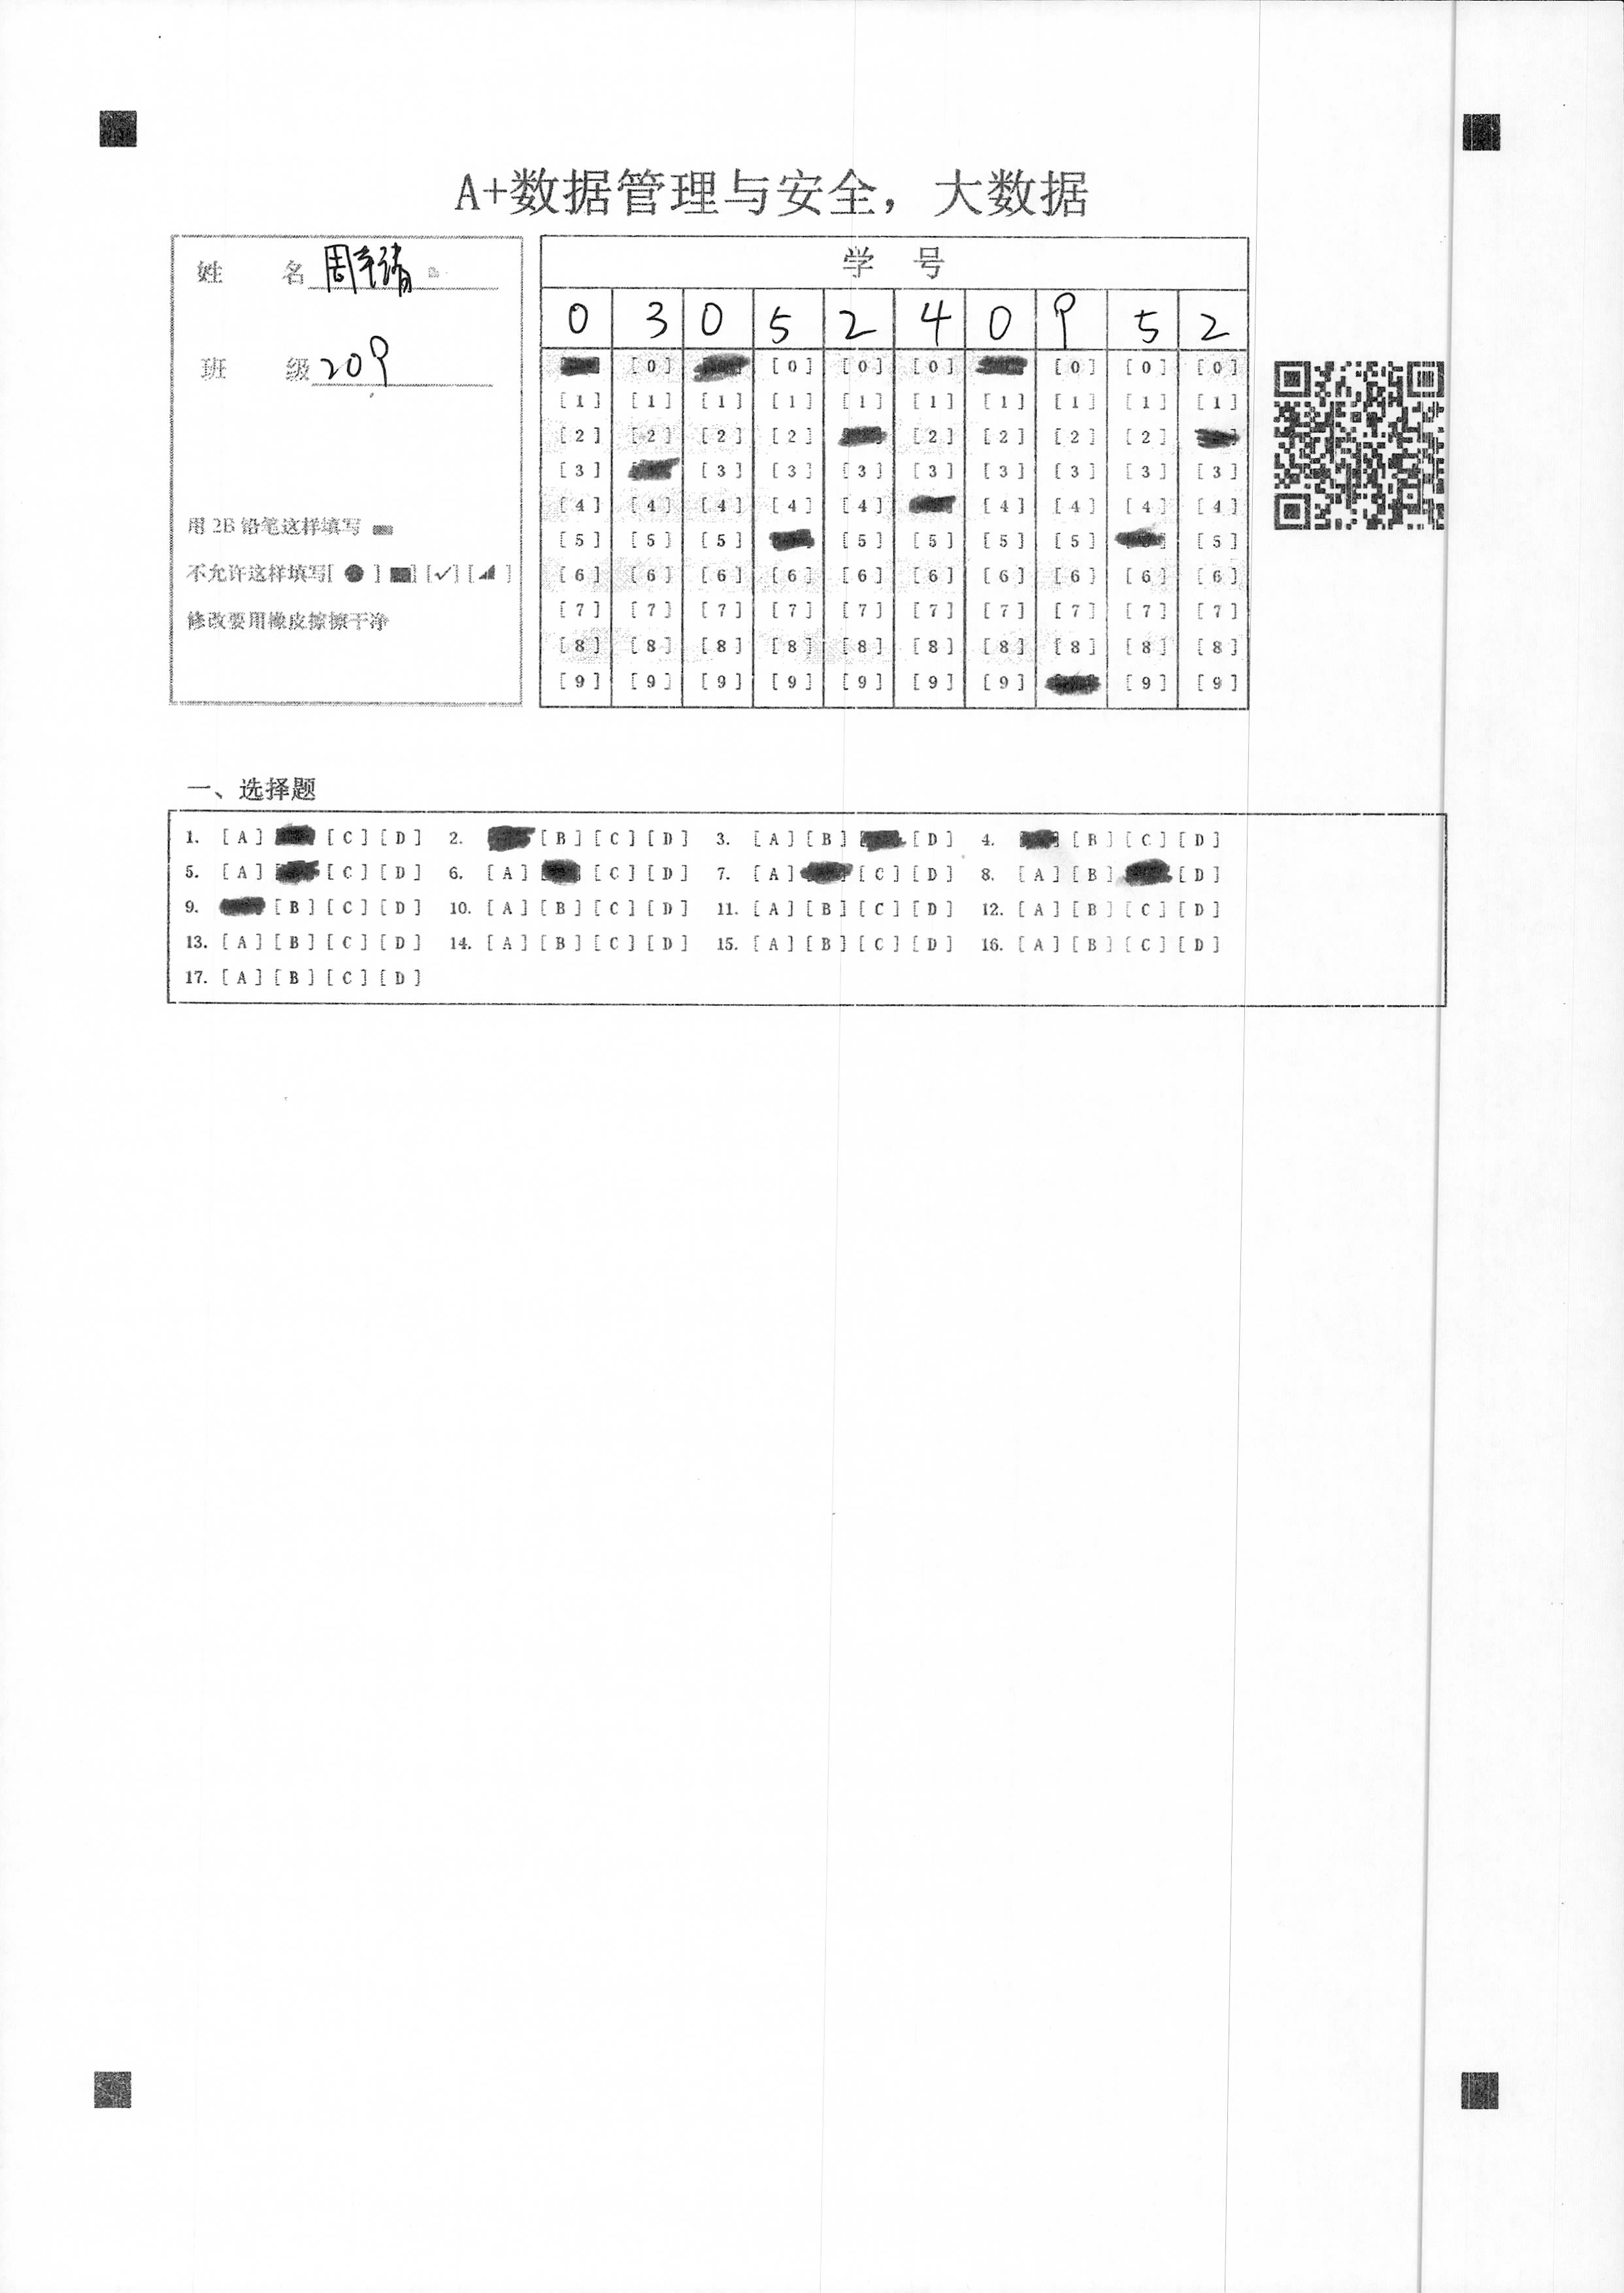 A+数据管理与安全，大数据
姓 名 周
班 级 209
用 2B 铅笔这样填写
不允许这样填写[ ● ] [✓] [ ]
修改要用橡皮擦擦干净
学 号
0 3 0 5 2 4 0 9 5 2
[0] [0] [0] [0] [0] [0]
[1] [1] [1] [1] [1] [1] [1] [1] [1] [1]
[2] [2] [2] [2] [2] [2] [2] [2]
[3] [3] [3] [3] [3] [3] [3] [3] [3]
[4] [4] [4] [4] [4] [4] [4] [4] [4]
[5] [5] [5] [5] [5] [5] [5] [5]
[6] [6] [6] [6] [6] [6] [6] [6] [6] [6]
[7] [7] [7] [7] [7] [7] [7] [7] [7] [7]
[8] [8] [8] [8] [8] [8] [8] [8] [8] [8]
[9] [9] [9] [9] [9] [9] [9] [9] [9]
一、选择题
1. [A] [C] [D] 2. [B] [C] [D] 3. [A] [B] [D] 4. [B] [C] [D]
5. [A] [C] [D] 6. [A] [C] [D] 7. [A] [C] [D] 8. [A] [B] [D]
9. [B] [C] [D] 10. [A] [B] [C] [D] 11. [A] [B] [C] [D] 12. [A] [B] [C] [D]
13. [A] [B] [C] [D] 14. [A] [B] [C] [D] 15. [A] [B] [C] [D] 16. [A] [B] [C] [D]
17. [A] [B] [C] [D]